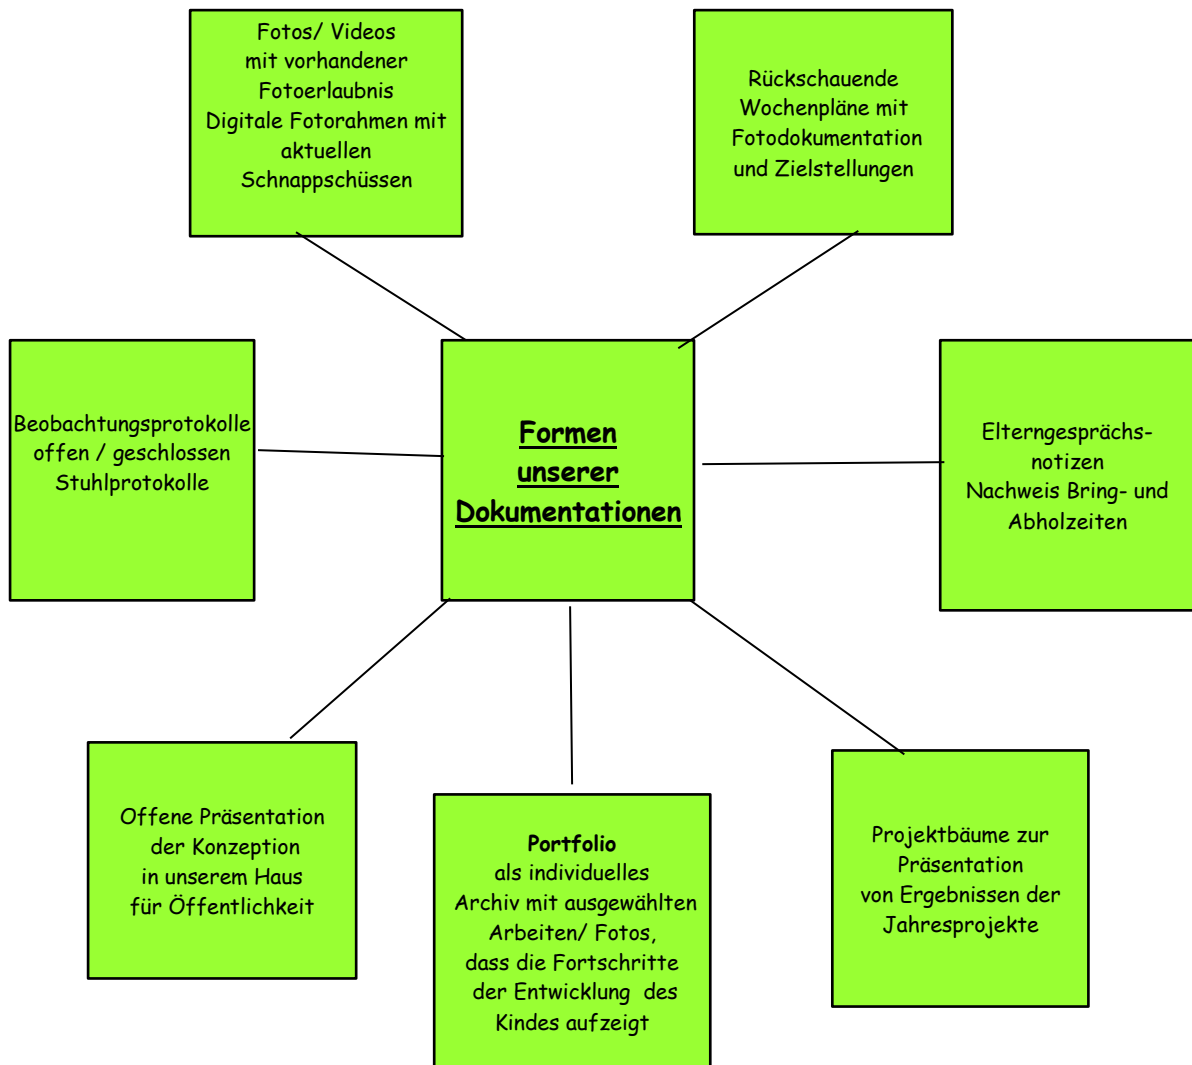 Fotos/ Videos
mit vorhandener
Fotoerlaubnis
Digitale Fotorahmen mit
aktuellen
Schnappschüssen
Rückschauende
Wochenpläne mit
Fotodokumentation
und Zielstellungen
Beobachtungsprotokolle
offen / geschlossen
Stuhlprotokolle
Formen
unserer
Dokumentationen
Elterngesprächs-
notizen
Nachweis Bring- und
Abholzeiten
Offene Präsentation
der Konzeption
in unserem Haus
für Öffentlichkeit
Portfolio
als individuelles
Archiv mit ausgewählten
Arbeiten/ Fotos,
dass die Fortschritte
der Entwicklung des
Kindes aufzeigt
Projektbäume zur
Präsentation
von Ergebnissen der
Jahresprojekte